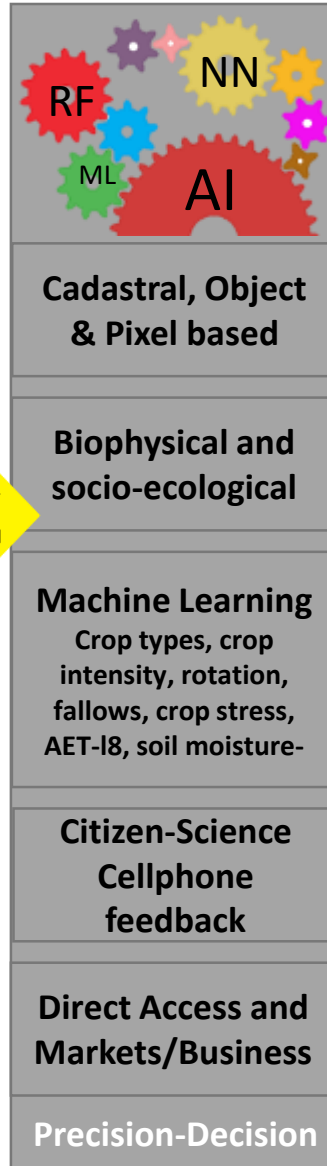 NN
RF
ML
AI
Cadastral, Object
& Pixel based
Biophysical and
socio-ecological
Machine Learning
Crop types, crop
intensity, rotation,
fallows, crop stress,
AET-l8, soil moisture-
Citizen-Science
Cellphone
feedback
Direct Access and
Markets/Business
Precision-Decision